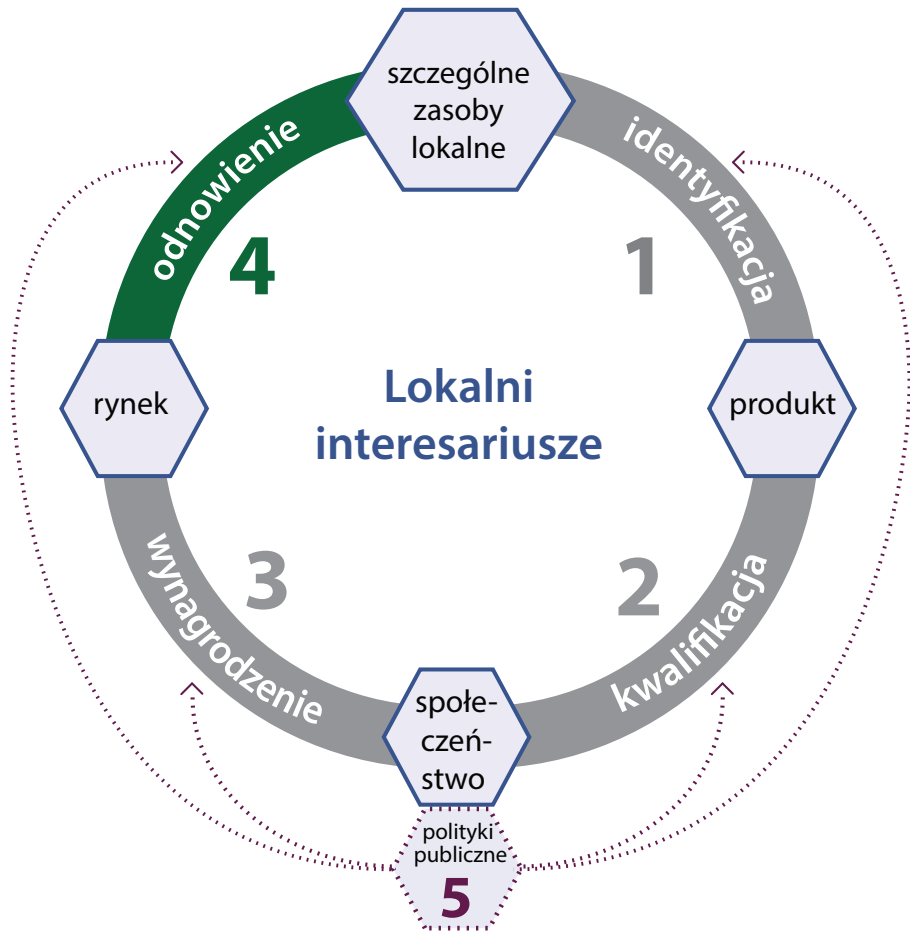 szczególne
zasoby
lokalne
identyfikacja
1
produkt
kwalifikacja
2
społe-
czeń-
stwo
wynagrodzenie
3
rynek
odnowienie
4
Lokalni
interesariusze
polityki
publiczne
5